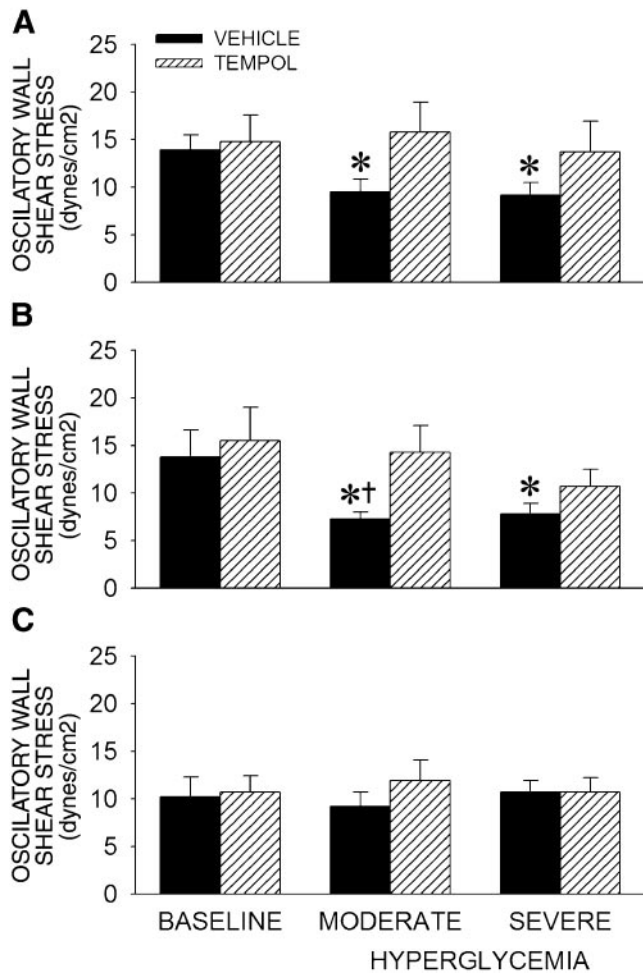 A
VEHICLE
TEMPOL
OSCILATORY WALL
SHEAR STRESS
(dynes/cm2)
25
20
15
10
5
0
*
*
B
OSCILATORY WALL
SHEAR STRESS
(dynes/cm2)
25
20
15
10
5
0
*†
*
C
OSCILATORY WALL
SHEAR STRESS
(dynes/cm2)
25
20
15
10
5
0
BASELINE MODERATE SEVERE
HYPERGLYCEMIA